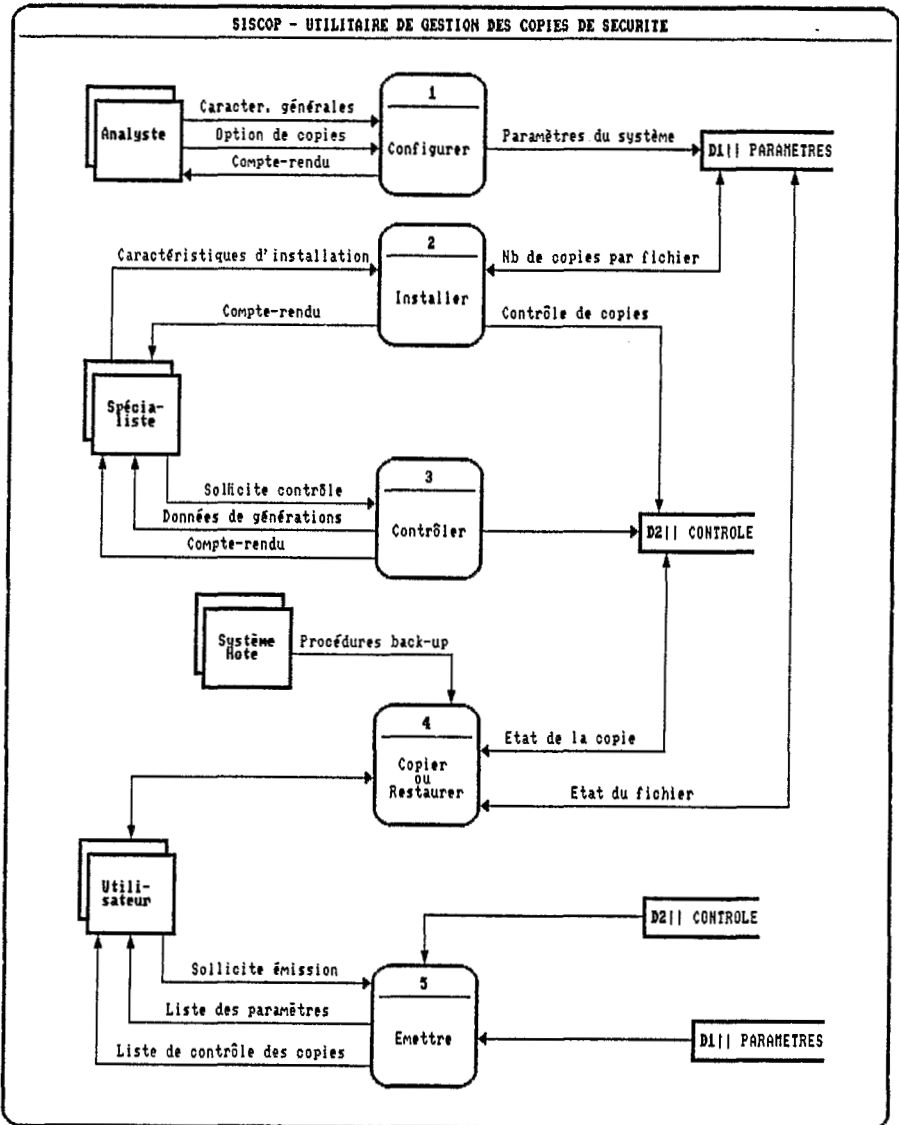 SISCOP - UTILITAIRE DE GESTION DES COPIES DE SECURITE
1
Caracter. générales
Analyste
Option de copies
Configurer
Paramètres du système
D1|| PARAMETRES
Compte-rendu
2
Caractéristiques d'installation
Nb de copies par fichier
Installer
Compte-rendu
Contrôle de copies
Spécia-
liste
3
Sollicite contrôle
Données de générations
Contrôler
D2|| CONTROLE
Compte-rendu
Système
Hote
Procédures back-up
4
Etat de la copie
Copier
ou
Restaurer
Etat du fichier
Utili-
sateur
D2|| CONTROLE
Sollicite émission
5
Liste des paramètres
Emettre
D1|| PARAMETRES
Liste de contrôle des copies